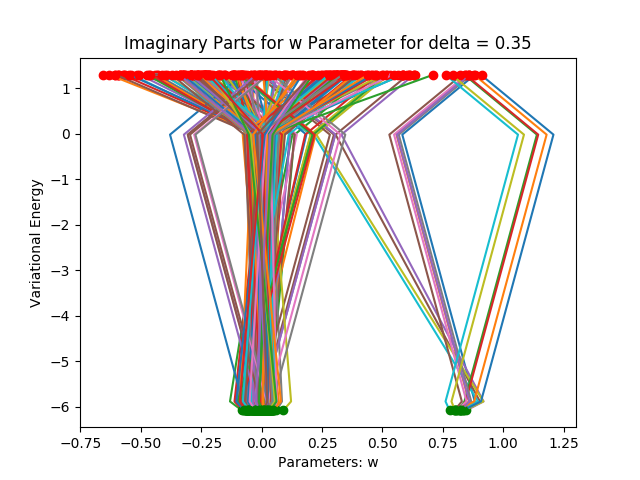 Imaginary Parts for w Parameter for delta = 0.35
Variational Energy
1
0
−1
−2
−3
−4
−5
−6
−0.75 −0.50 −0.25 0.00 0.25 0.50 0.75 1.00 1.25
Parameters: w